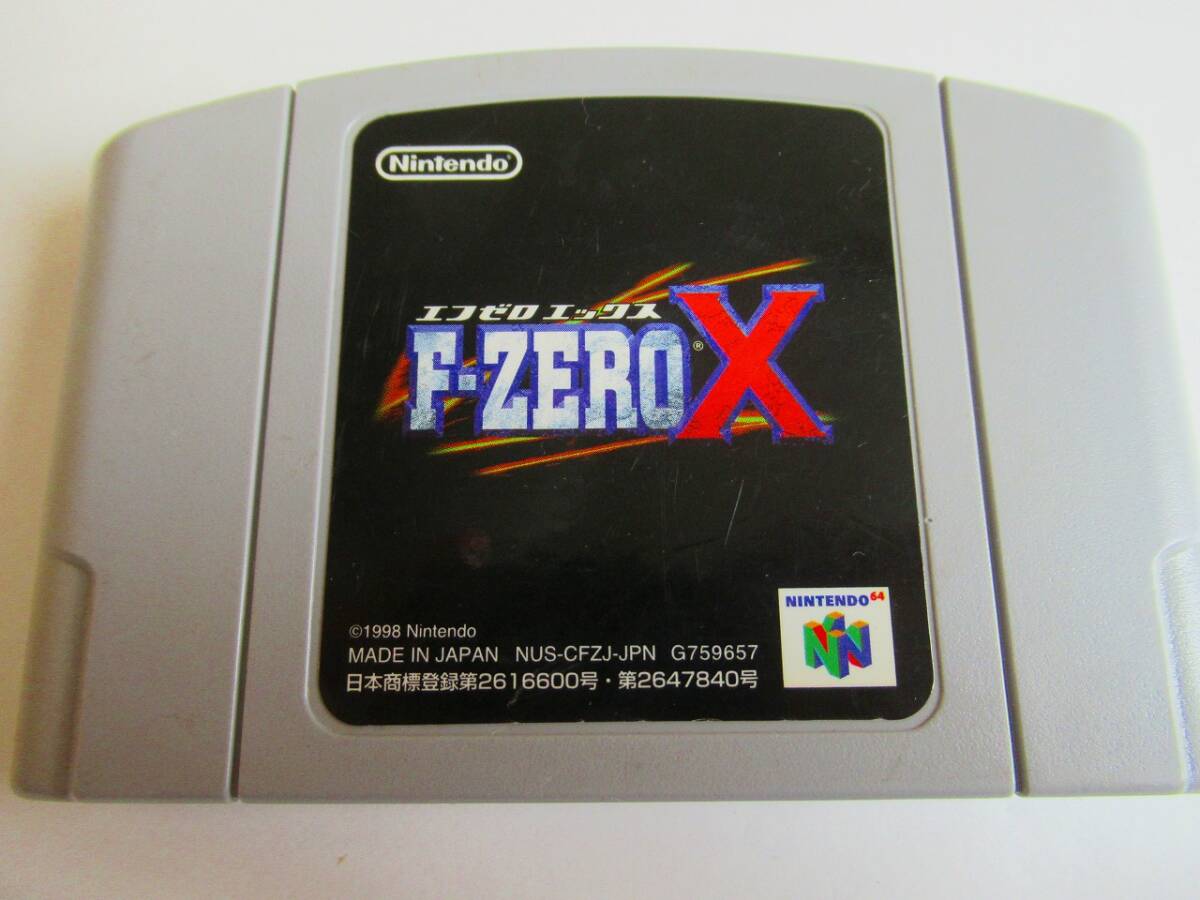 Nintendo
エフゼロ エックス
F-ZERO® X
©1998 Nintendo
MADE IN JAPAN NUS-CFZJ-JPN G759657
日本商標登録第2616600号・第2647840号
NINTENDO 64